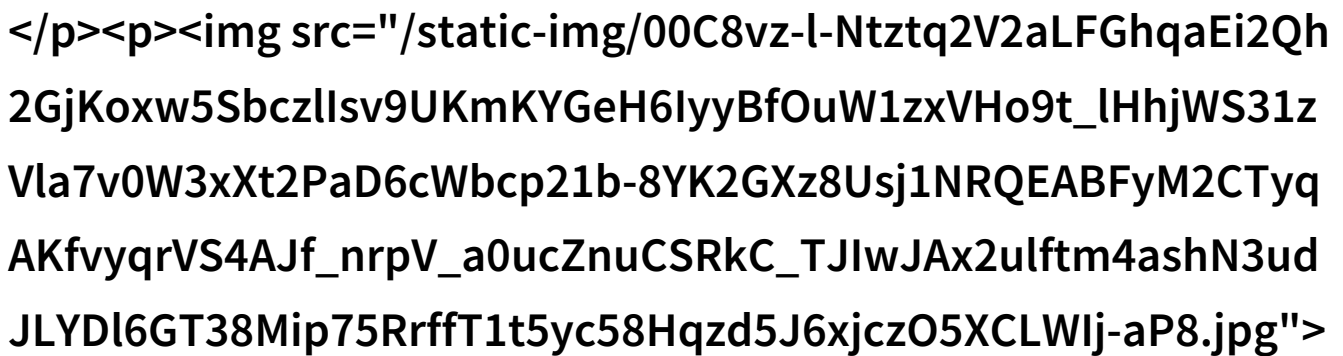 </p><p><img src="/static-img/00C8vz-l-Ntztq2V2aLFGhqaEi2Qh
2GjKoxw5SbczlIsv9UKmKYGeH6IyyBfOuW1zxVHo9t_lHhjWS31z
Vla7v0W3xXt2PaD6cWbcp21b-8YK2GXz8Usj1NRQEABFyM2CTyq
AKfvyqrVS4AJf_nrpV_a0ucZnuCSRkC_TJIwJAx2ulftm4ashN3ud
JLYDl6GT38Mip75RrffT1t5yc58Hqzd5J6xjczO5XCLWIj-aP8.jpg">